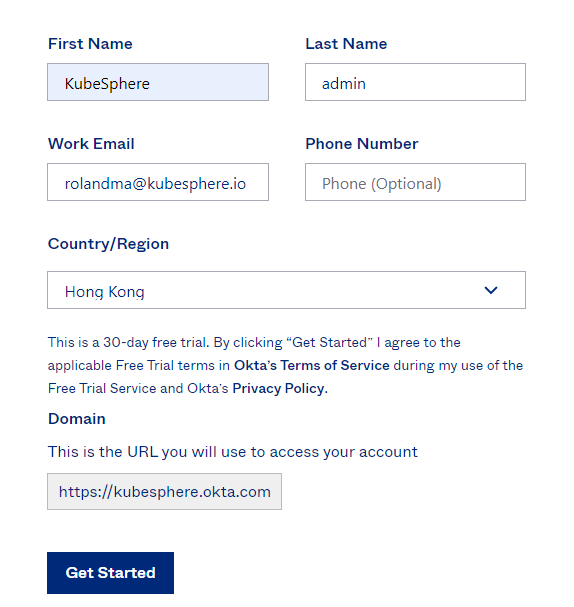 First Name Last Name
KubeSphere admin
Work Email Phone Number
rolandma@kubesphere.io Phone (Optional)
Country/Region
Hong Kong
This is a 30-day free trial. By clicking “Get Started” I agree to the
applicable Free Trial terms in Okta’s Terms of Service during my use of the
Free Trial Service and Okta’s Privacy Policy.
Domain
This is the URL you will use to access your account
https://kubesphere.okta.com
Get Started